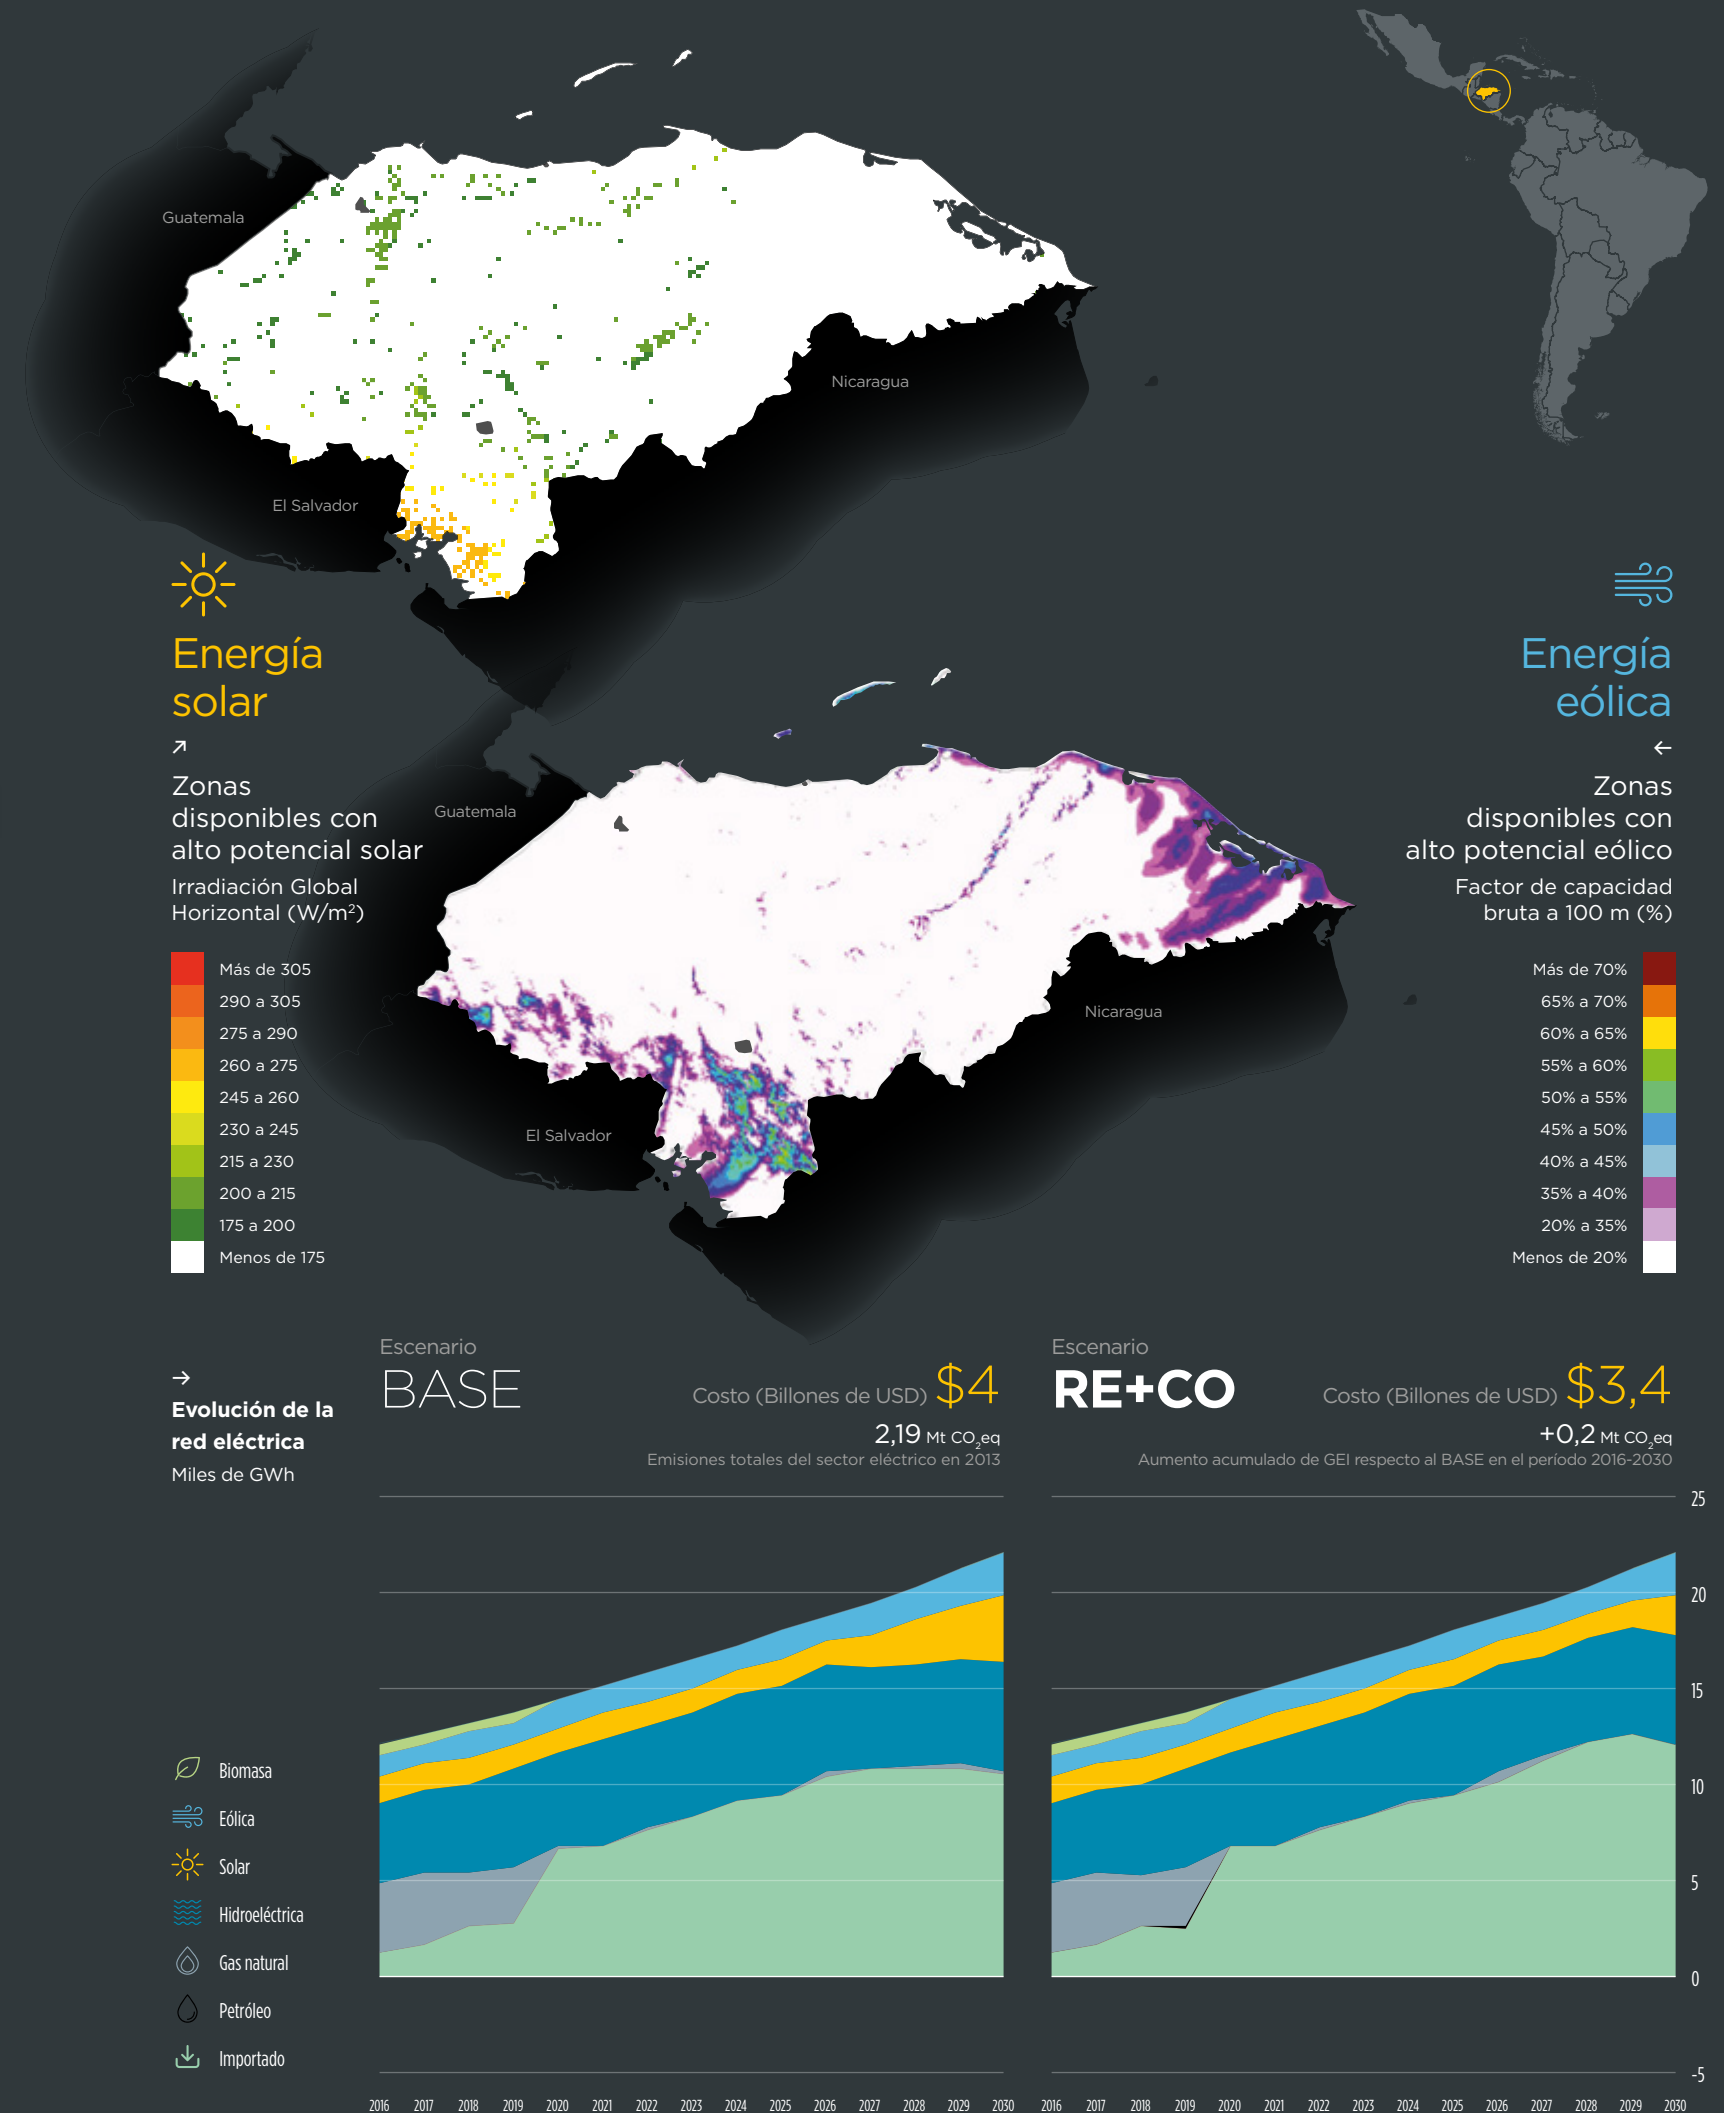 Guatemala
Nicaragua
El Salvador
Energía
solar
Zonas
disponibles con
alto potencial solar
Irradiación Global
Horizontal (W/m²)
Más de 305
290 a 305
275 a 290
260 a 275
245 a 260
230 a 245
215 a 230
200 a 215
175 a 200
Menos de 175
Energía
eólica
Zonas
disponibles con
alto potencial eólico
Factor de capacidad
bruta a 100 m (%)
Más de 70%
65% a 70%
60% a 65%
55% a 60%
50% a 55%
45% a 50%
40% a 45%
35% a 40%
20% a 35%
Menos de 20%
Guatemala
Nicaragua
El Salvador
Evolución de la
red eléctrica
Miles de GWh
Escenario
BASE
Costo (Billones de USD) $4
2,19 Mt CO₂eq
Emisiones totales del sector eléctrico en 2013
Escenario
RE+CO
Costo (Billones de USD) $3,4
+0,2 Mt CO₂eq
Aumento acumulado de GEI respecto al BASE en el período 2016-2030
25
20
15
10
5
0
-5
Biomasa
Eólica
Solar
Hidroeléctrica
Gas natural
Petróleo
Importado
2016 2017 2018 2019 2020 2021 2022 2023 2024 2025 2026 2027 2028 2029 2030
2016 2017 2018 2019 2020 2021 2022 2023 2024 2025 2026 2027 2028 2029 2030